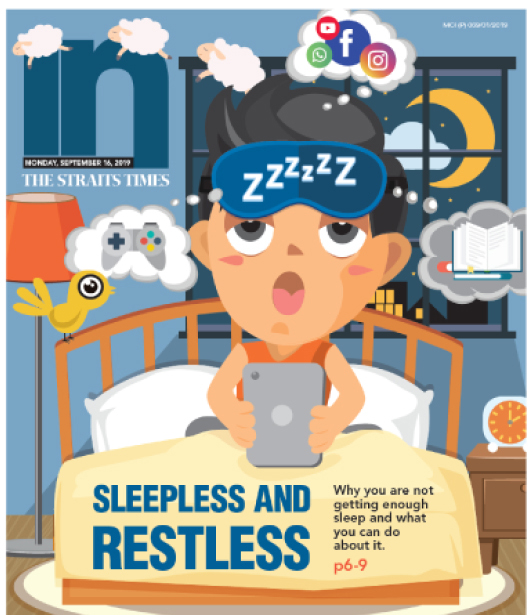 MCI (P) 009/01/2019
in
MONDAY, SEPTEMBER 16, 2019
THE STRAITS TIMES
ZZZZZZ
SLEEPLESS AND
RESTLESS
Why you are not
getting enough
sleep and what
you can do
about it.
p6-9